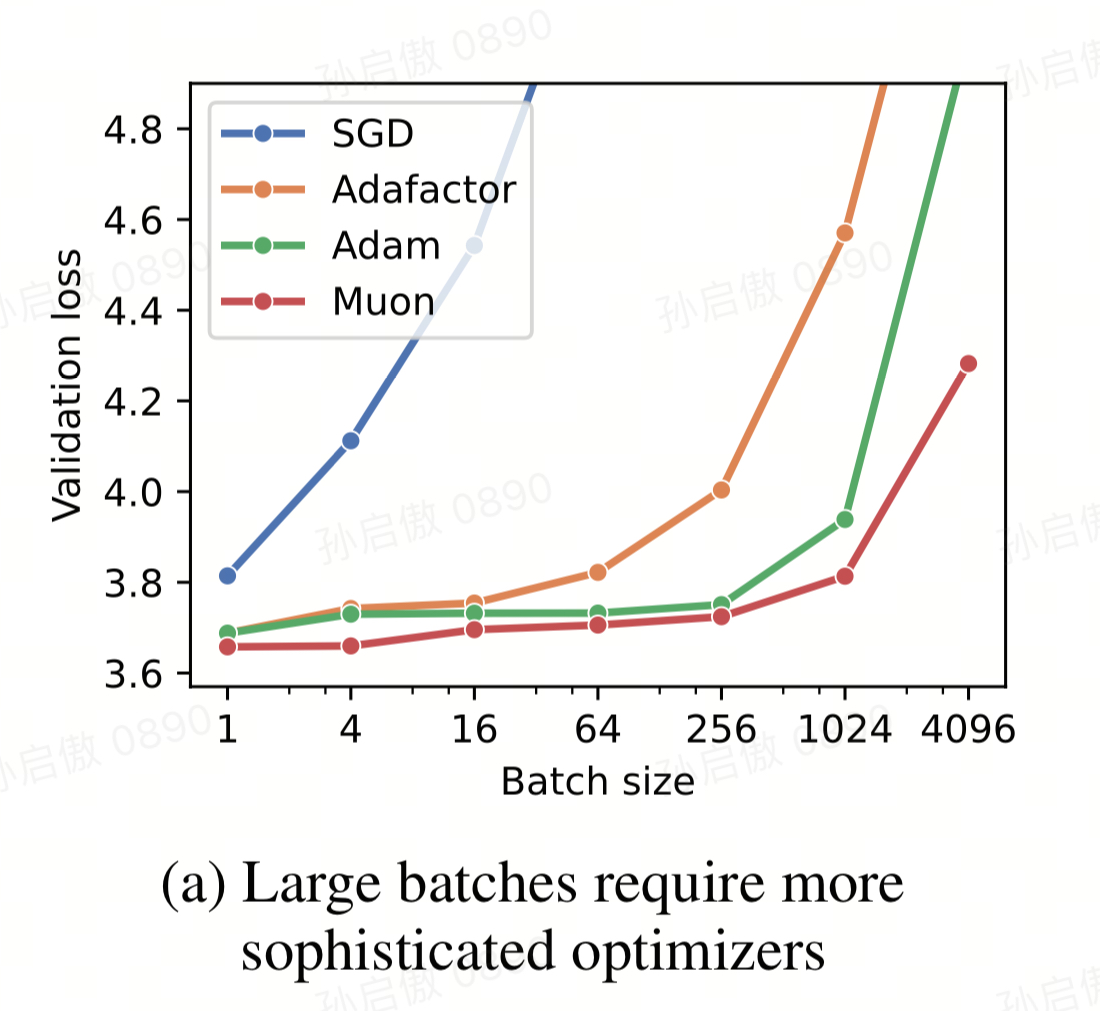 孙启傲 0890
4.8
4.6
4.4
4.2
4.0
3.8
3.6
Validation loss
SGD
Adafactor
Adam
Muon
1 4 16 64 256 1024 4096
Batch size
(a) Large batches require more
sophisticated optimizers